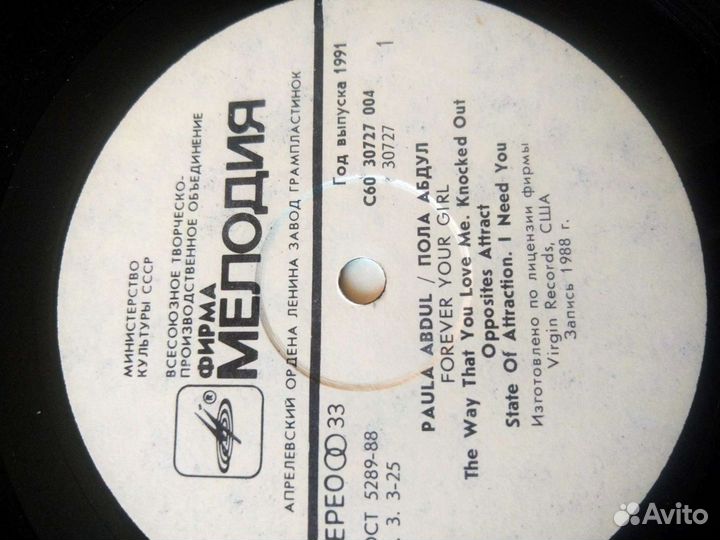 МИНИСТЕРСТВО
КУЛЬТУРЫ СССР
ВСЕСОЮЗНОЕ ТВОРЧЕСКО-
ПРОИЗВОДСТВЕННОЕ ОБЪЕДИНЕНИЕ
ФИРМА
МЕЛОДИЯ
®
АПРЕЛЕВСКИЙ ОРДЕНА ЛЕНИНА ЗАВОД ГРАМПЛАСТИНОК
ЕРЕО 33
ОСТ 5289-88
. 3. 3-25
Год выпуска 1991
С60 30727 004
30727
1
PAULA ABDUL / ПОЛА АБДУЛ
FOREVER YOUR GIRL
The Way That You Love Me. Knocked Out
Opposites Attract
State Of Attraction. I Need You
Изготовлено по лицензии фирмы
Virgin Records, США
Запись 1988 г.
Avito